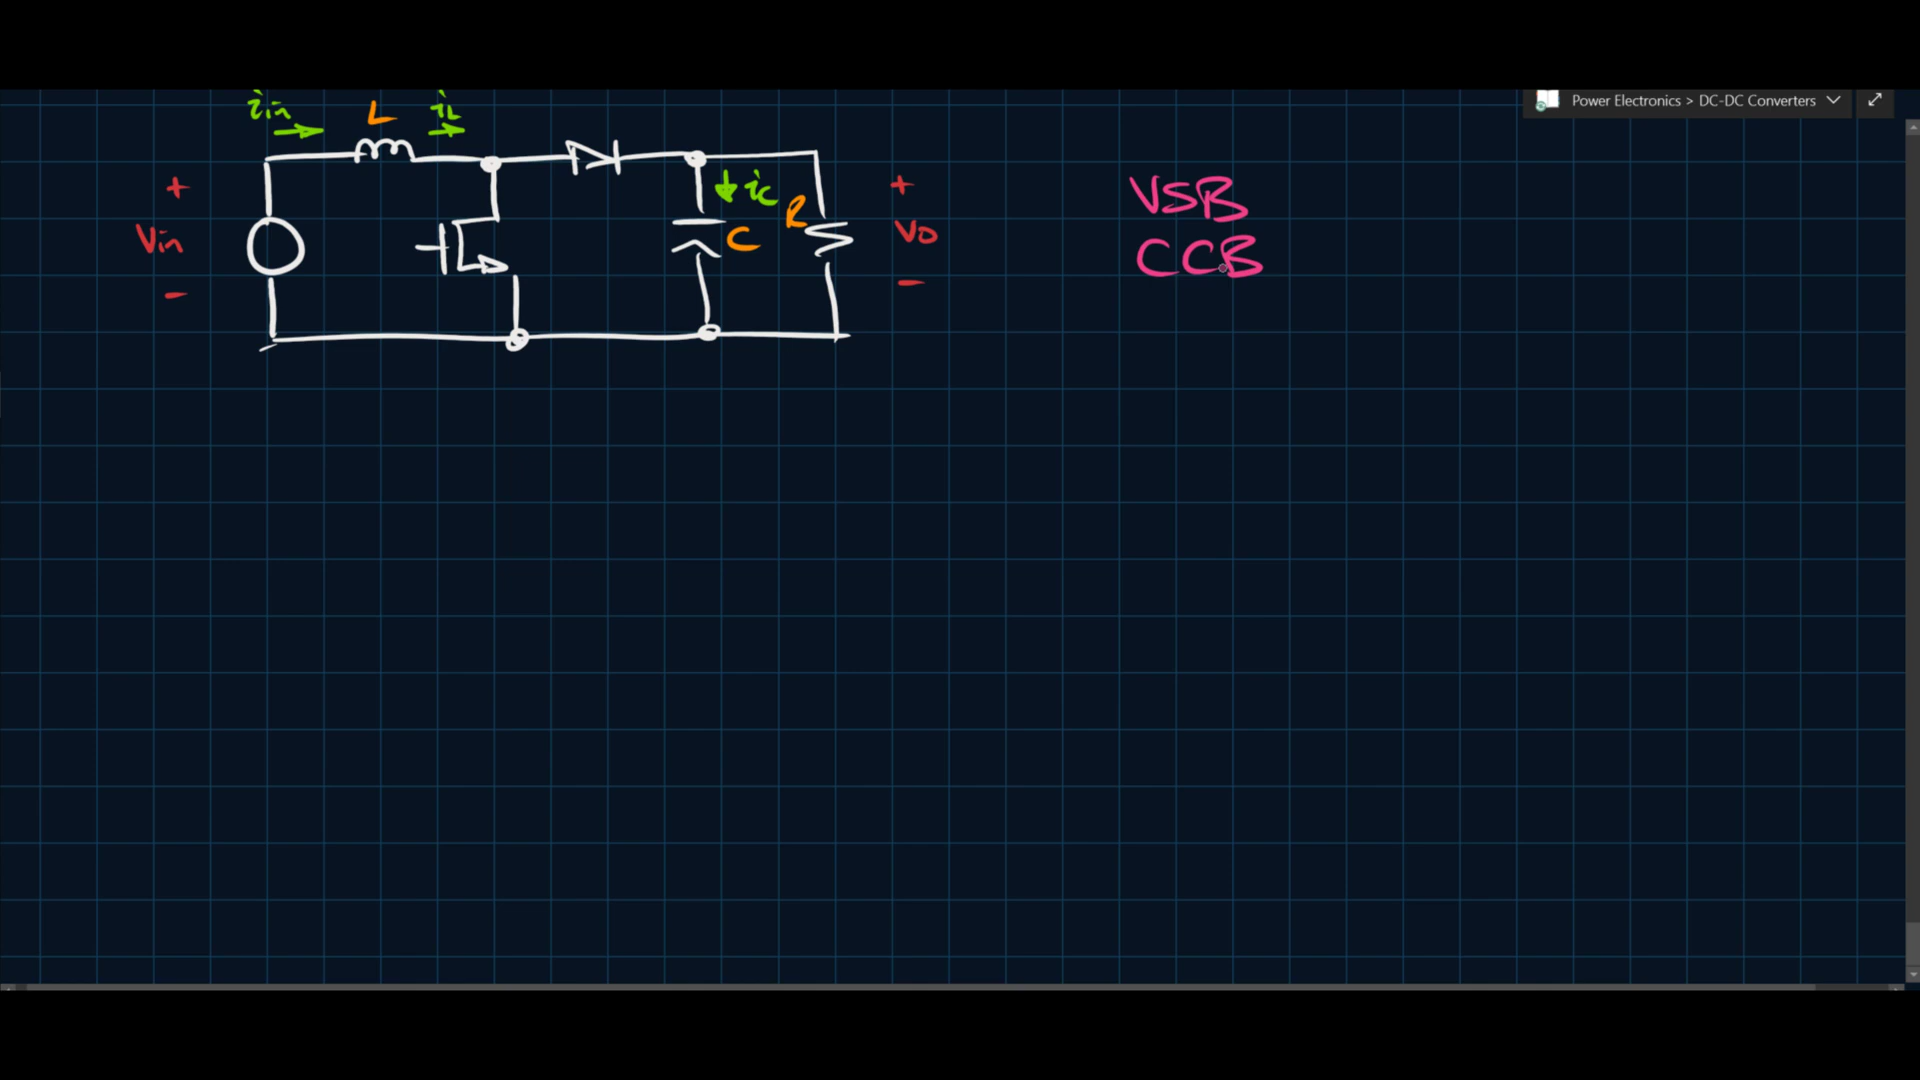 Power Electronics > DC-DC Converters
iin
L
iL
+
Vin
-
ic
C
R
+
Vo
-
VSB
CCB